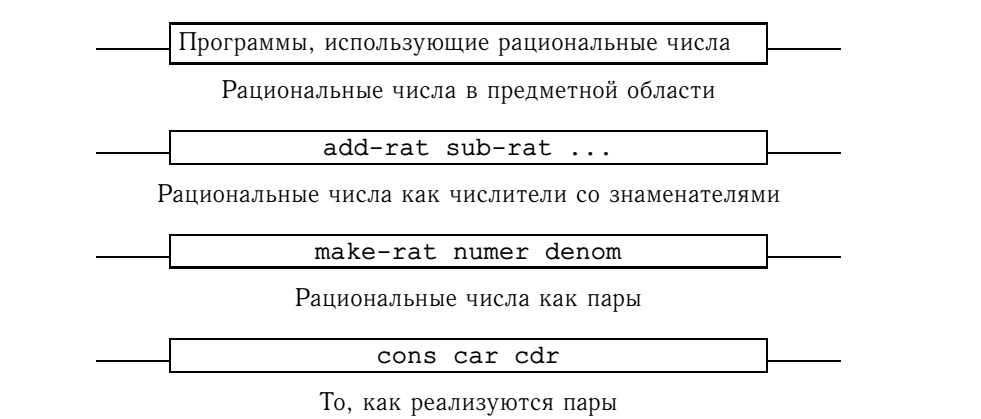 Программы, использующие рациональные числа
Рациональные числа в предметной области
add-rat sub-rat ...
Рациональные числа как числители со знаменателями
make-rat numer denom
Рациональные числа как пары
cons car cdr
То, как реализуются пары